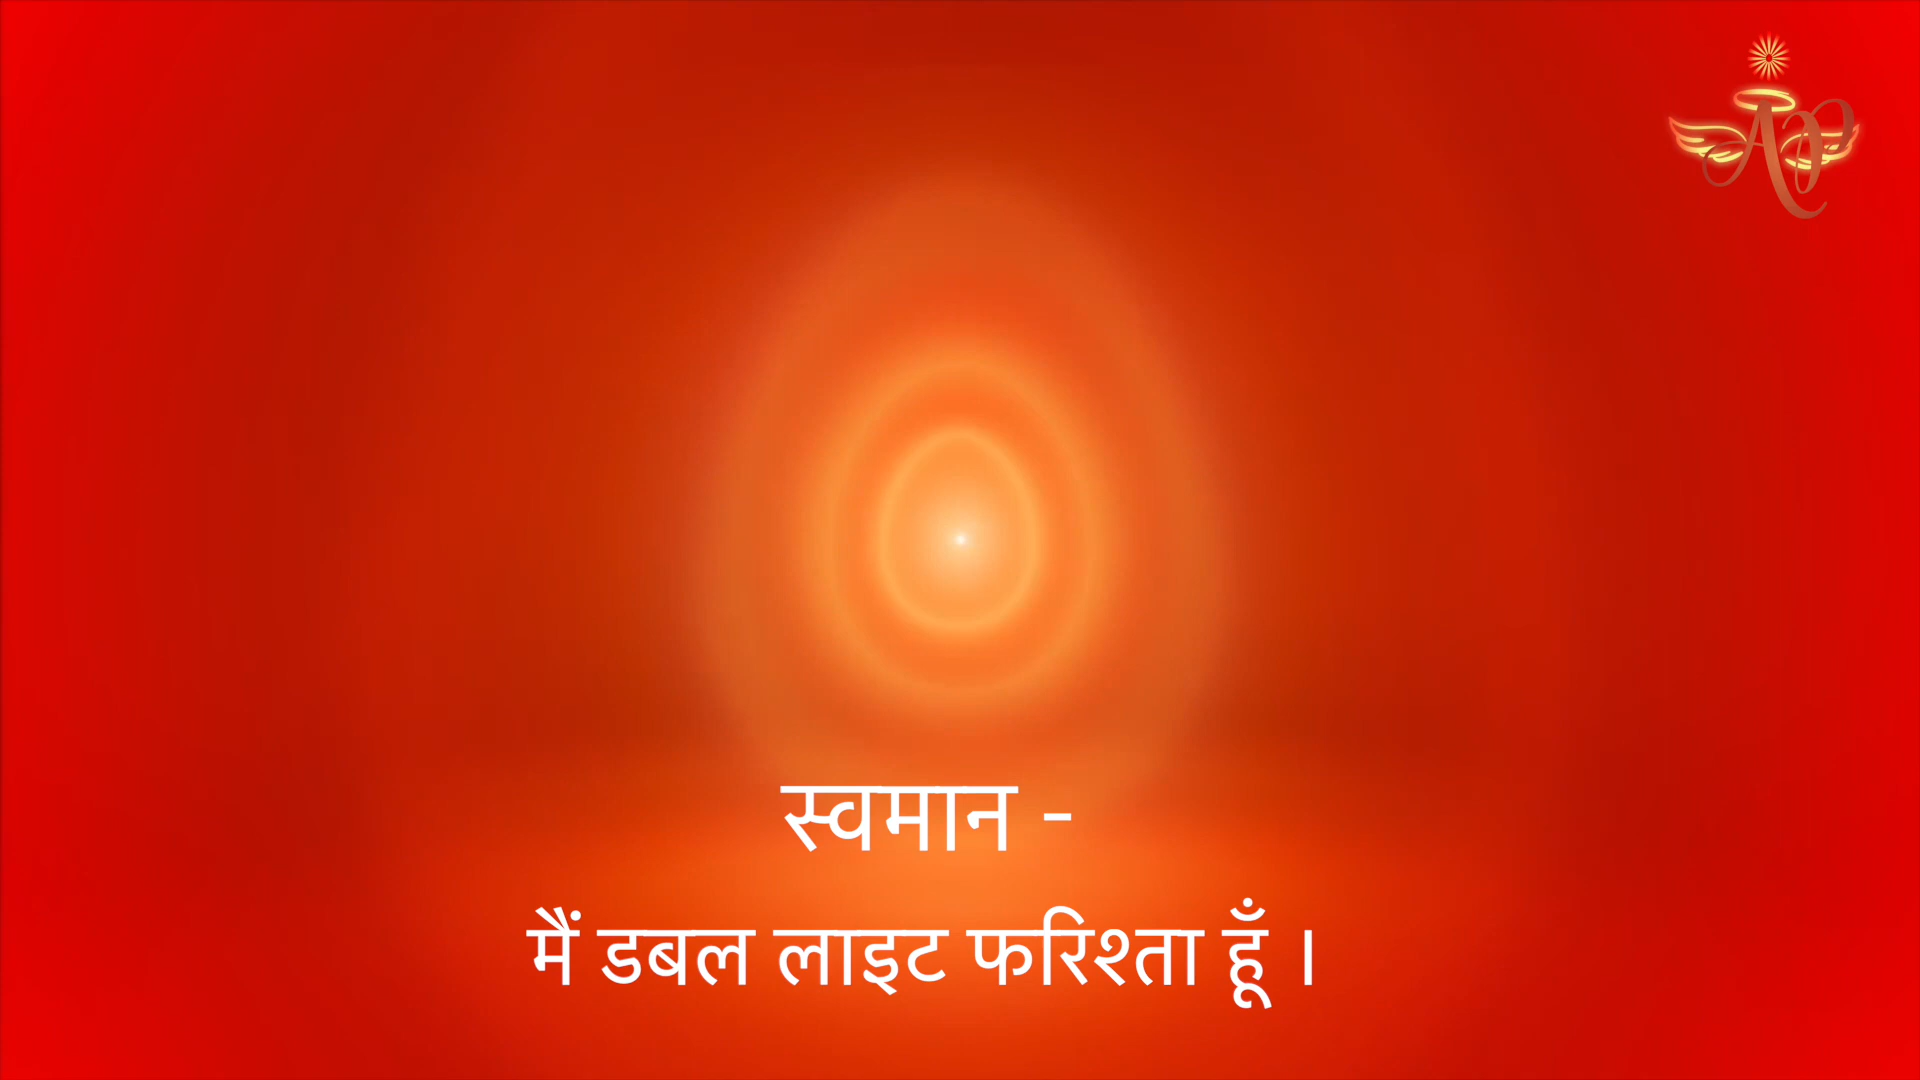 स्वमान -
मैं डबल लाइट फरिश्ता हूँ ।